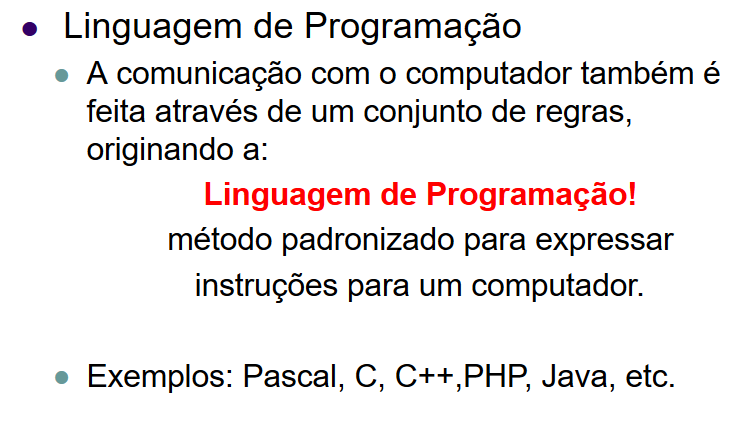 Linguagem de Programação
A comunicação com o computador também é
feita através de um conjunto de regras,
originando a:
Linguagem de Programação!
método padronizado para expressar
instruções para um computador.
Exemplos: Pascal, C, C++,PHP, Java, etc.